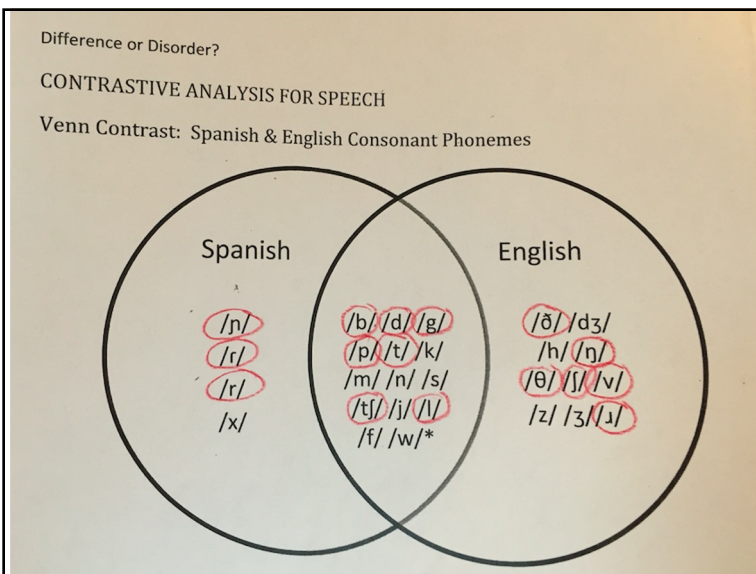 Difference or Disorder?
CONTRASTIVE ANALYSIS FOR SPEECH
Venn Contrast: Spanish & English Consonant Phonemes
Spanish
/ɲ/
/ɾ/
/r/
/x/
/b/ /d/ /g/
/p/ /t/ /k/
/m/ /n/ /s/
/tʃ/ /j/ /l/
/f/ /w/*
English
/ð/ /dʒ/
/h/ /ŋ/
/θ/ /ʃ/ /v/
/z/ /ʒ/ /ɹ/